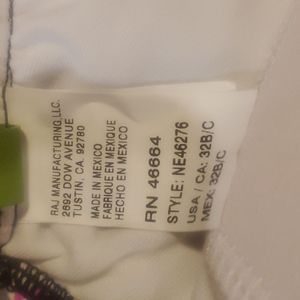 RAJ MANUFACTURING, LLC.
2692 DOW AVENUE
TUSTIN, CA. 92780
MADE IN MEXICO
FABRIQUE EN MEXIQUE
HECHO EN MEXICO
RN 46664
STYLE: NE46276
USA / CA: 32B/C
MEX: 32B/C